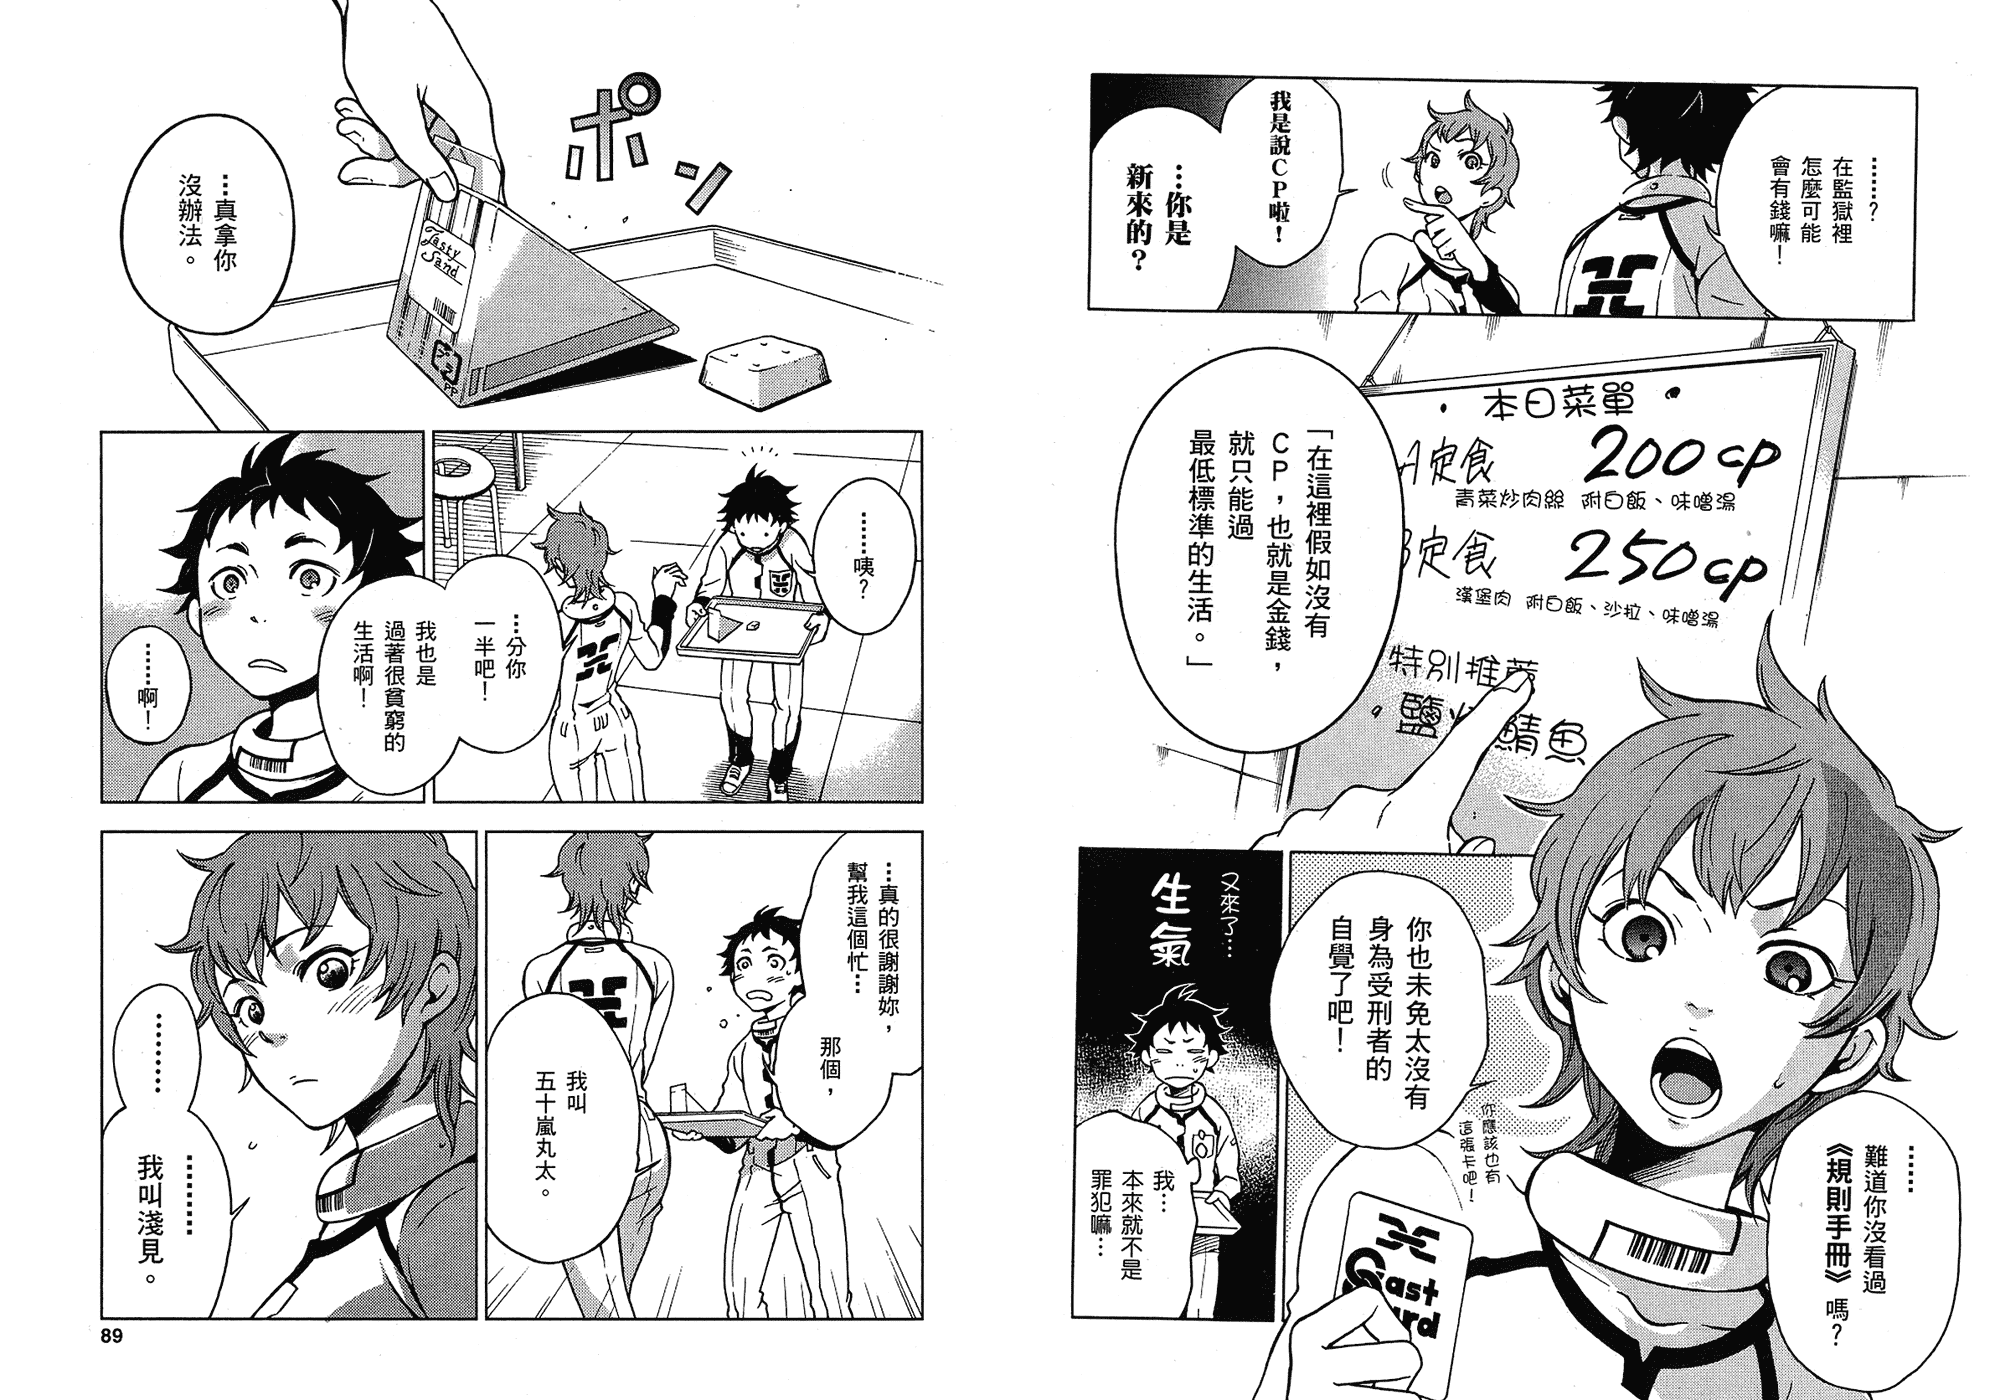 ……?
在監獄裡
怎麼可能
會有錢嘛!
我是說CP啦!
…你是
新來的?
本日菜單
A定食 200CP
青菜炒肉絲 附白飯、味噌湯
B定食 250CP
漢堡肉 附白飯、沙拉、味噌湯
特別推薦
鹽烤鯖魚
「在這裡假如沒有
CP,也就是金錢,
就只能過
最低標準的生活。」
……
難道你沒看過
《規則手冊》嗎?
你也未免太沒有
身為受刑者的
自覺了吧!
你應該也有
這張卡吧!
Cast
Card
又來了…
生氣
我…
本來就不是
罪犯嘛…
ポン
Tasty
Sand
…真拿你
沒辦法。
……咦?
…分你
一半吧!
我也是
過著很貧窮的
生活啊!
……啊!
…真的很謝謝妳,
幫我這個忙…
那個,
我叫
五十嵐丸太。
………
………
我叫淺見。
89